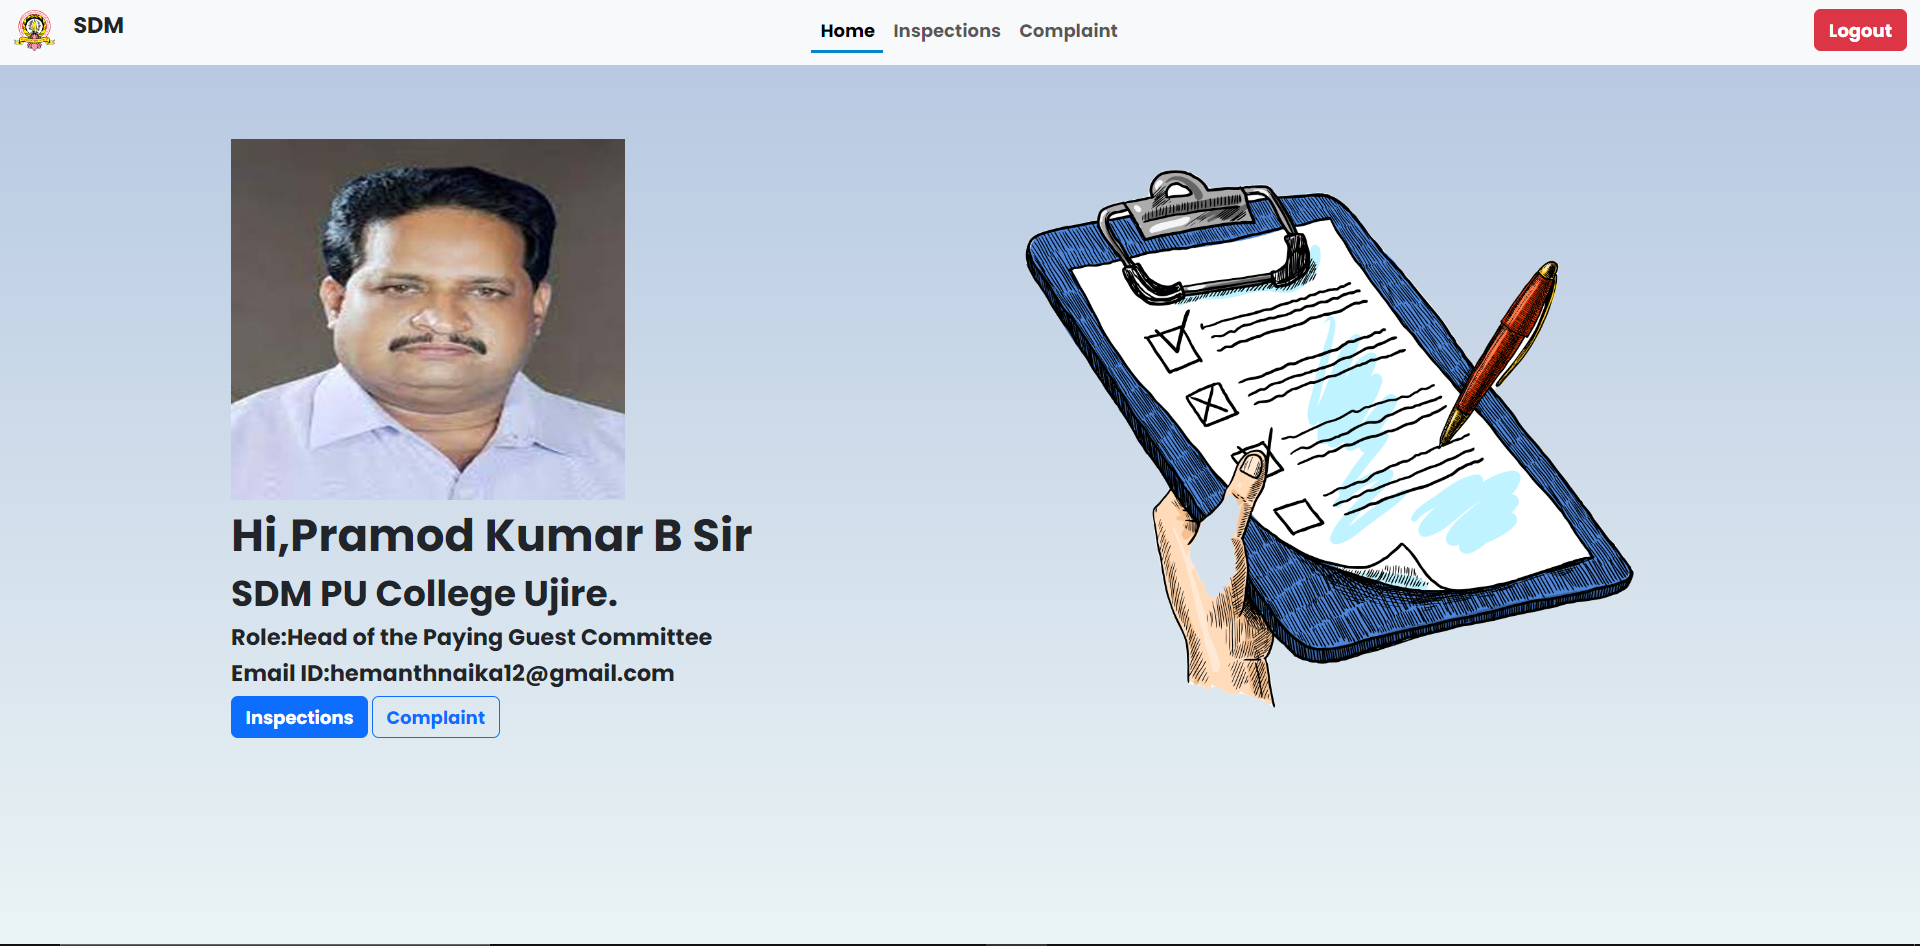 SDM
Home
Inspections
Complaint
Logout
Hi,Pramod Kumar B Sir
SDM PU College Ujire.
Role:Head of the Paying Guest Committee
Email ID:hemanthnaika12@gmail.com
Inspections
Complaint